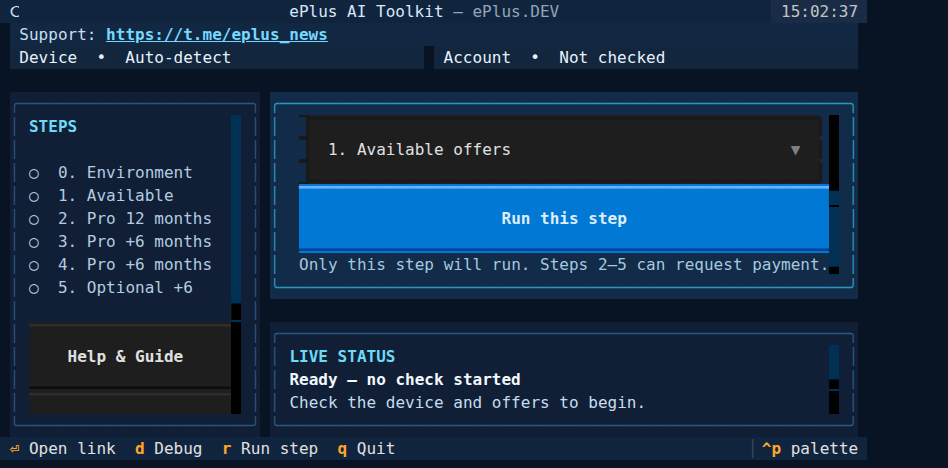 ePlus AI Toolkit — ePlus.DEV
15:02:37
Support: https://t.me/eplus_news
Device • Auto-detect
Account • Not checked
STEPS
○ 0. Environment
○ 1. Available
○ 2. Pro 12 months
○ 3. Pro +6 months
○ 4. Pro +6 months
○ 5. Optional +6
Help & Guide
1. Available offers ▼
Run this step
Only this step will run. Steps 2–5 can request payment.
LIVE STATUS
Ready — no check started
Check the device and offers to begin.
⏎ Open link d Debug r Run step q Quit
^p palette